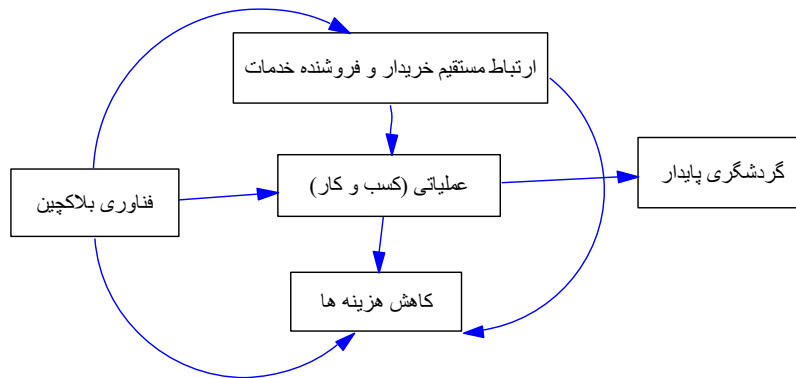 ارتباط مستقیم خریدار و فروشنده خدمات
گردشگری پایدار
عملیاتی (کسب و کار)
فناوری بلاکچین
کاهش هزینه ها